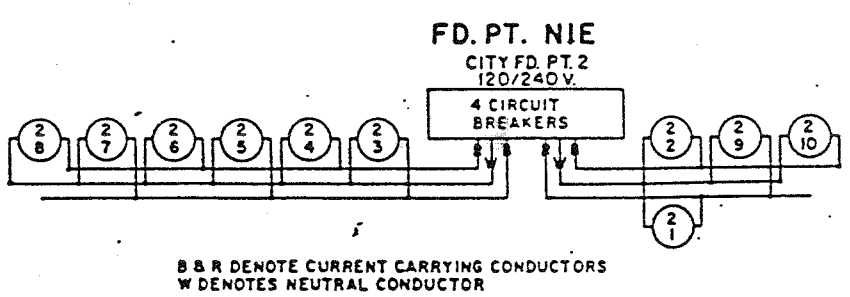 FD. PT. N1E
CITY FD. PT. 2
120/240 V.
4 CIRCUIT
BREAKERS
2 2 2 2 2 2 2 2 2
8 7 6 5 4 3 2 9 10
R W B R W B
2
1
B & R DENOTE CURRENT CARRYING CONDUCTORS
W DENOTES NEUTRAL CONDUCTOR